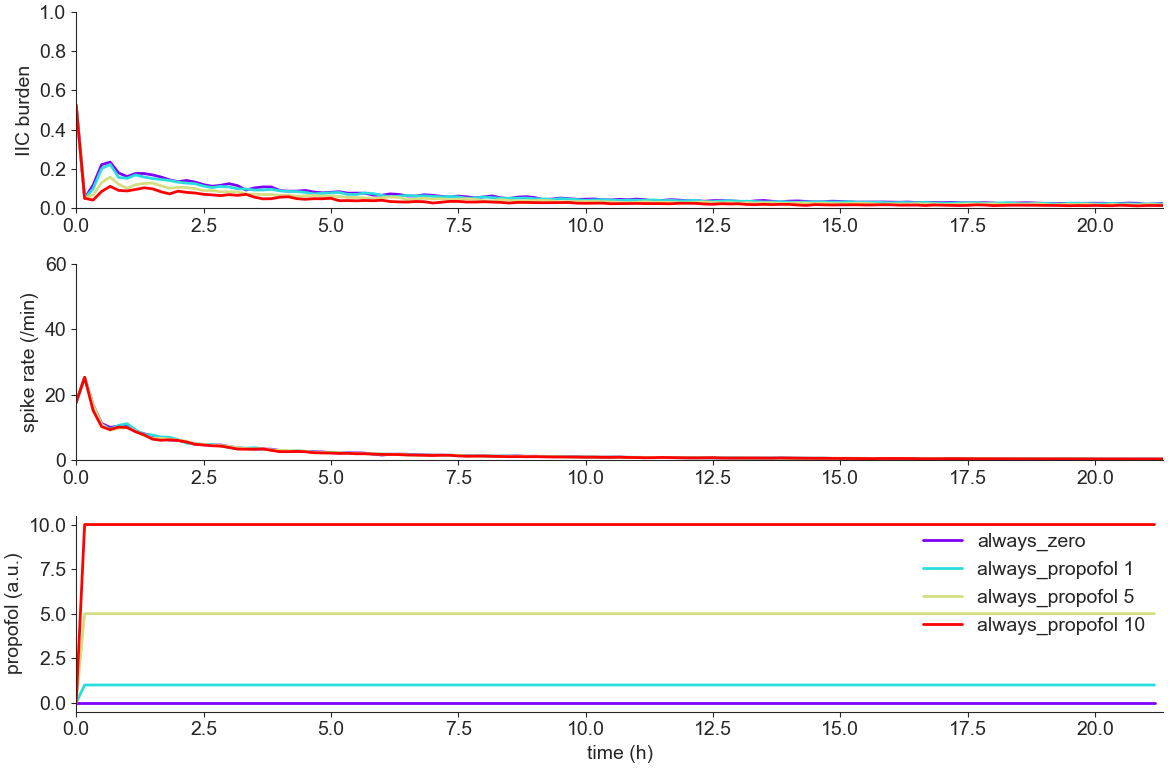 IIC burden
1.0
0.8
0.6
0.4
0.2
0.0
0.0 2.5 5.0 7.5 10.0 12.5 15.0 17.5 20.0
spike rate (/min)
60
40
20
0
0.0 2.5 5.0 7.5 10.0 12.5 15.0 17.5 20.0
propofol (a.u.)
10.0
7.5
5.0
2.5
0.0
always_zero
always_propofol 1
always_propofol 5
always_propofol 10
0.0 2.5 5.0 7.5 10.0 12.5 15.0 17.5 20.0
time (h)